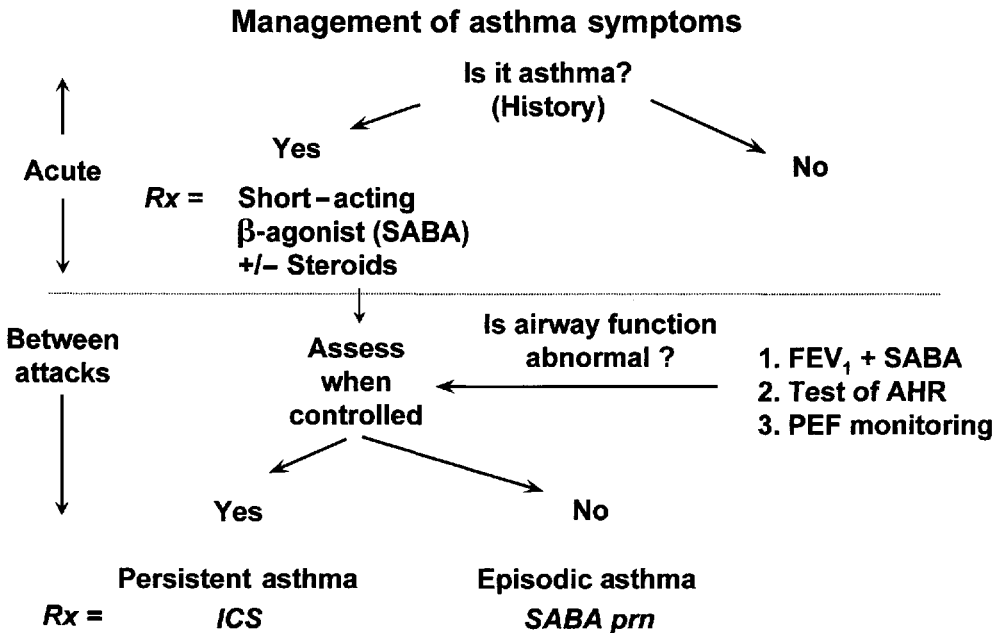 Management of asthma symptoms
Is it asthma?
(History)
Yes
No
Acute
Rx = Short-acting
β-agonist (SABA)
+/– Steroids
Between
attacks
Assess
when
controlled
Is airway function
abnormal ?
1. FEV₁ + SABA
2. Test of AHR
3. PEF monitoring
Yes
No
Persistent asthma
Episodic asthma
Rx = ICS
SABA prn